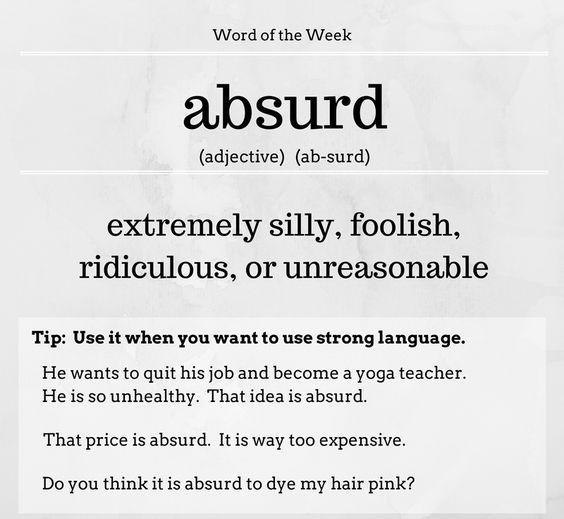 Word of the Week
absurd
(adjective) (ab-surd)
extremely silly, foolish,
ridiculous, or unreasonable
Tip: Use it when you want to use strong language.
He wants to quit his job and become a yoga teacher.
He is so unhealthy. That idea is absurd.
That price is absurd. It is way too expensive.
Do you think it is absurd to dye my hair pink?